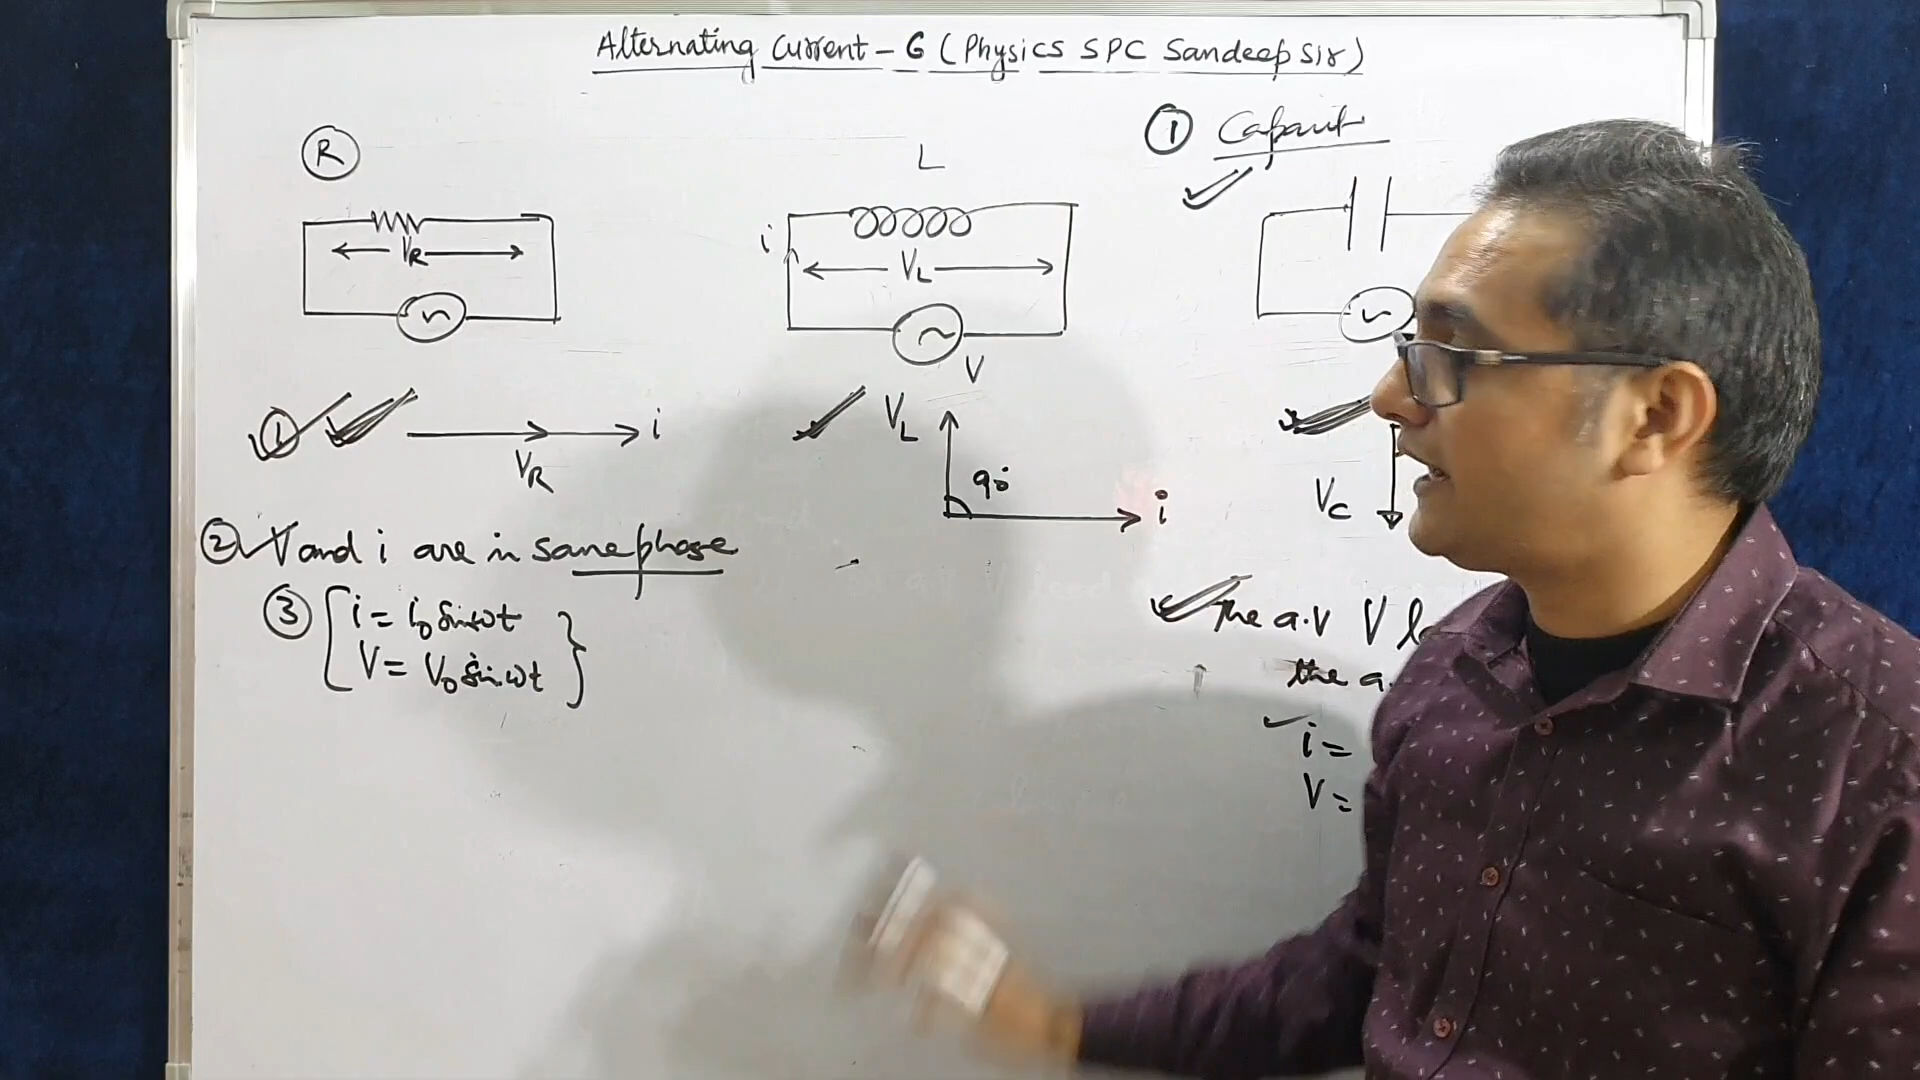 Alternating Current - 6 (Physics SPC Sandeep Sir)
R
VR
① VR i
② V and i are in same phase
③ i = i₀ sin ωt
V = V₀ sin ωt
L
i
VL
V
VL
90°
i
①
VC
The a.v V
the a.
i =
V =